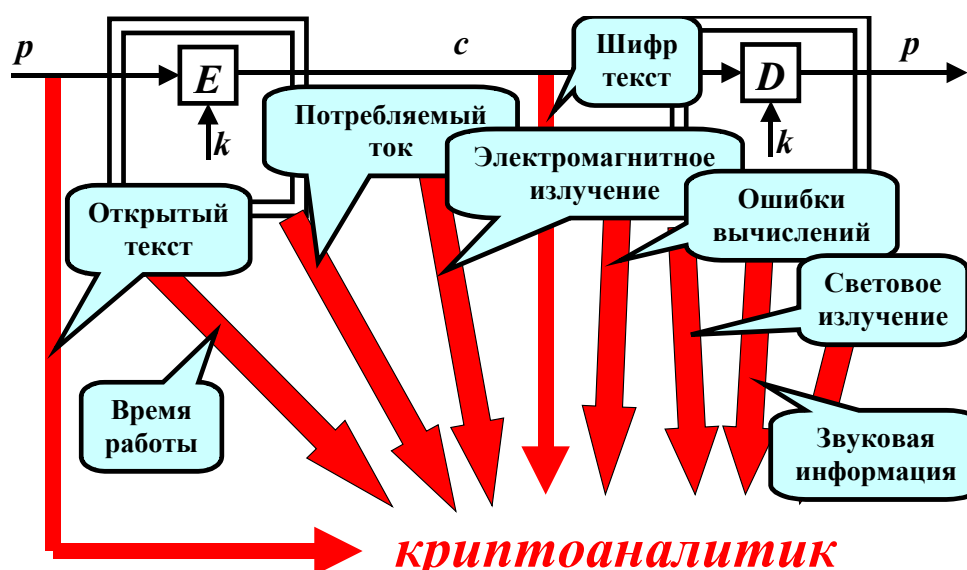 p
c
Шифр
текст
p
E
D
k
k
Потребляемый
ток
Электромагнитное
излучение
Открытый
текст
Ошибки
вычислений
Световое
излучение
Время
работы
Звуковая
информация
криптоаналитик